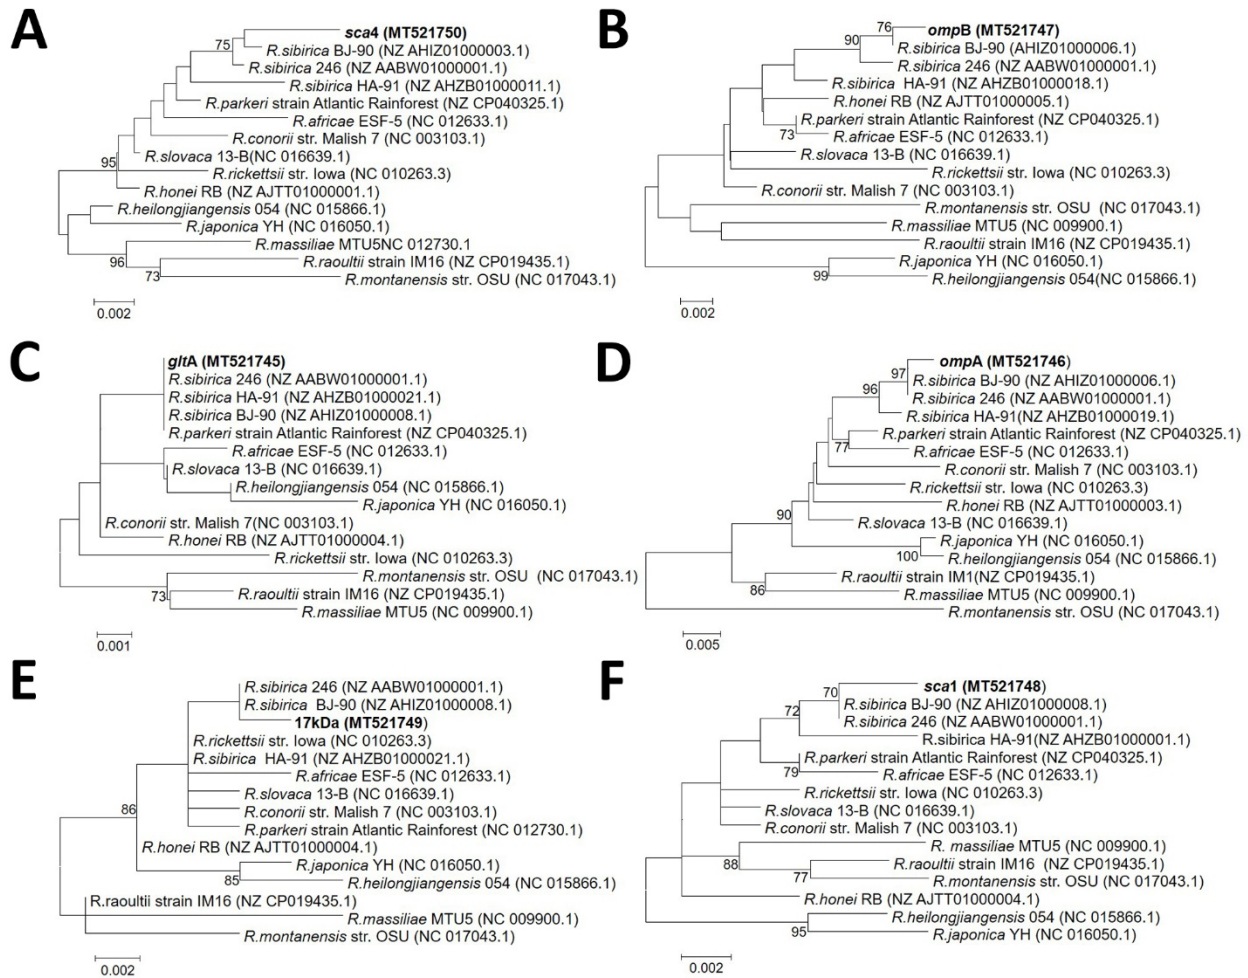 A
sca4 (MT521750)
75
R.sibirica BJ-90 (NZ AHIZ01000003.1)
R.sibirica 246 (NZ AABW01000001.1)
R.sibirica HA-91 (NZ AHZB01000011.1)
R.parkeri strain Atlantic Rainforest (NZ CP040325.1)
R.africae ESF-5 (NC 012633.1)
R.conorii str. Malish 7 (NC 003103.1)
R.slovaca 13-B(NC 016639.1)
95
R.rickettsii str. Iowa (NC 010263.3)
R.honei RB (NZ AJTT01000001.1)
R.heilongjiangensis 054 (NC 015866.1)
R.japonica YH (NC 016050.1)
R.massiliae MTU5NC 012730.1
96
R.raoultii strain IM16 (NZ CP019435.1)
73
R.montanensis str. OSU (NC 017043.1)
0.002
B
76
ompB (MT521747)
90
R.sibirica BJ-90 (AHIZ01000006.1)
R.sibirica 246 (NZ AABW01000001.1)
R.sibirica HA-91 (NZ AHZB01000018.1)
R.honei RB (NZ AJTT01000005.1)
R.parkeri strain Atlantic Rainforest (NZ CP040325.1)
73
R.africae ESF-5 (NC 012633.1)
R.slovaca 13-B (NC 016639.1)
R.rickettsii str. Iowa (NC 010263.3)
R.conorii str. Malish 7 (NC 003103.1)
R.montanensis str. OSU (NC 017043.1)
R.massiliae MTU5 (NC 009900.1)
R.raoultii strain IM16 (NZ CP019435.1)
R.japonica YH (NC 016050.1)
99
R.heilongjiangensis 054(NC 015866.1)
0.002
C
gltA (MT521745)
R.sibirica 246 (NZ AABW01000001.1)
R.sibirica HA-91 (NZ AHZB01000021.1)
R.sibirica BJ-90 (NZ AHIZ01000008.1)
R.parkeri strain Atlantic Rainforest (NZ CP040325.1)
R.africae ESF-5 (NC 012633.1)
R.slovaca 13-B (NC 016639.1)
R.heilongjiangensis 054 (NC 015866.1)
R.japonica YH (NC 016050.1)
R.conorii str. Malish 7(NC 003103.1)
R.honei RB (NZ AJTT01000004.1)
R.rickettsii str. Iowa (NC 010263.3)
R.montanensis str. OSU (NC 017043.1)
73
R.raoultii strain IM16 (NZ CP019435.1)
R.massiliae MTU5 (NC 009900.1)
0.001
D
ompA (MT521746)
97
R.sibirica BJ-90 (NZ AHIZ01000006.1)
96
R.sibirica 246 (NZ AABW01000001.1)
R.sibirica HA-91(NZ AHZB01000019.1)
R.parkeri strain Atlantic Rainforest (NZ CP040325.1)
77
R.africae ESF-5 (NC 012633.1)
R.conorii str. Malish 7 (NC 003103.1)
R.rickettsii str. Iowa (NC 010263.3)
R.honei RB (NZ AJTT01000003.1)
90
R.slovaca 13-B (NC 016639.1)
R.japonica YH (NC 016050.1)
100
R.heilongjiangensis 054 (NC 015866.1)
R.raoultii strain IM1(NZ CP019435.1)
86
R.massiliae MTU5 (NC 009900.1)
R.montanensis str. OSU (NC 017043.1)
0.005
E
R.sibirica 246 (NZ AABW01000001.1)
R.sibirica BJ-90 (NZ AHIZ01000008.1)
17kDa (MT521749)
R.rickettsii str. Iowa (NC 010263.3)
R.sibirica HA-91 (NZ AHZB01000021.1)
R.africae ESF-5 (NC 012633.1)
R.slovaca 13-B (NC 016639.1)
86
R.conorii str. Malish 7 (NC 003103.1)
R.parkeri strain Atlantic Rainforest (NC 012730.1)
R.honei RB (NZ AJTT01000004.1)
R.japonica YH (NC 016050.1)
85
R.heilongjiangensis 054 (NC 015866.1)
R.raoultii strain IM16 (NZ CP019435.1)
R.massiliae MTU5 (NC 009900.1)
R.montanensis str. OSU (NC 017043.1)
0.002
F
70
sca1 (MT521748)
R.sibirica BJ-90 (NZ AHIZ01000008.1)
72
R.sibirica 246 (NZ AABW01000001.1)
R.sibirica HA-91(NZ AHZB01000001.1)
R.parkeri strain Atlantic Rainforest (NZ CP040325.1)
79
R.africae ESF-5 (NC 012633.1)
R.rickettsii str. Iowa (NC 010263.3)
R.slovaca 13-B (NC 016639.1)
R.conorii str. Malish 7 (NC 003103.1)
R. massiliae MTU5 (NC 009900.1)
88
R.raoultii strain IM16 (NZ CP019435.1)
77
R.montanensis str. OSU (NC 017043.1)
R.honei RB (NZ AJTT01000004.1)
R.heilongjiangensis 054 (NC 015866.1)
95
R.japonica YH (NC 016050.1)
0.002